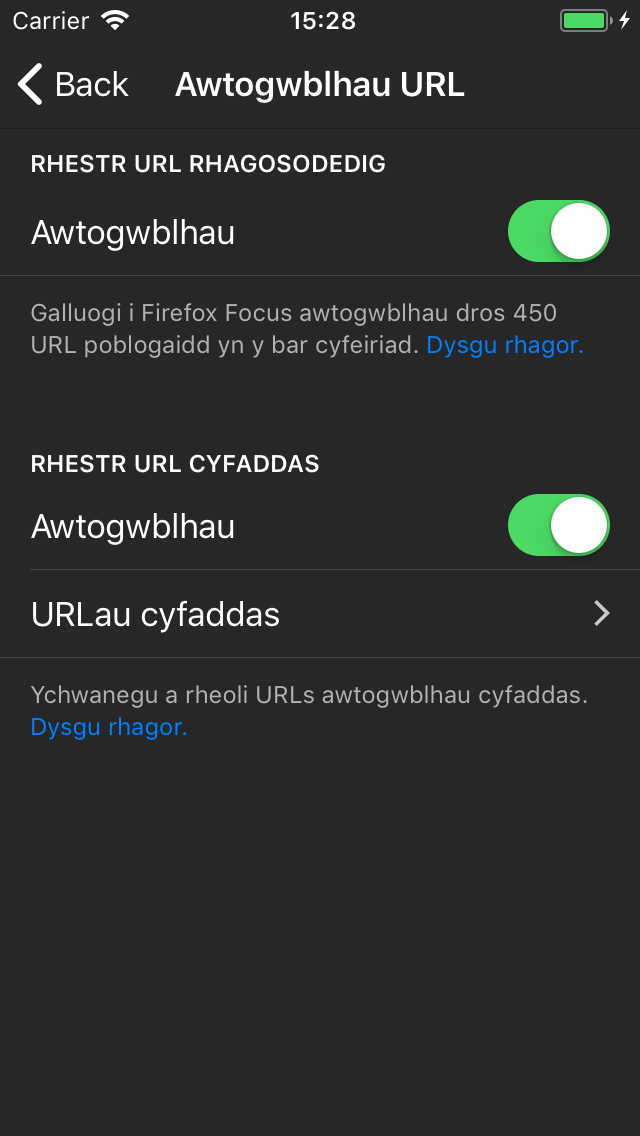 Carrier 15:28
Back Awtogwblhau URL
RHESTR URL RHAGOSODEDIG
Awtogwblhau
Galluogi i Firefox Focus awtogwblhau dros 450
URL poblogaidd yn y bar cyfeiriad. Dysgu rhagor.
RHESTR URL CYFADDAS
Awtogwblhau
URLau cyfaddas
Ychwanegu a rheoli URLs awtogwblhau cyfaddas.
Dysgu rhagor.